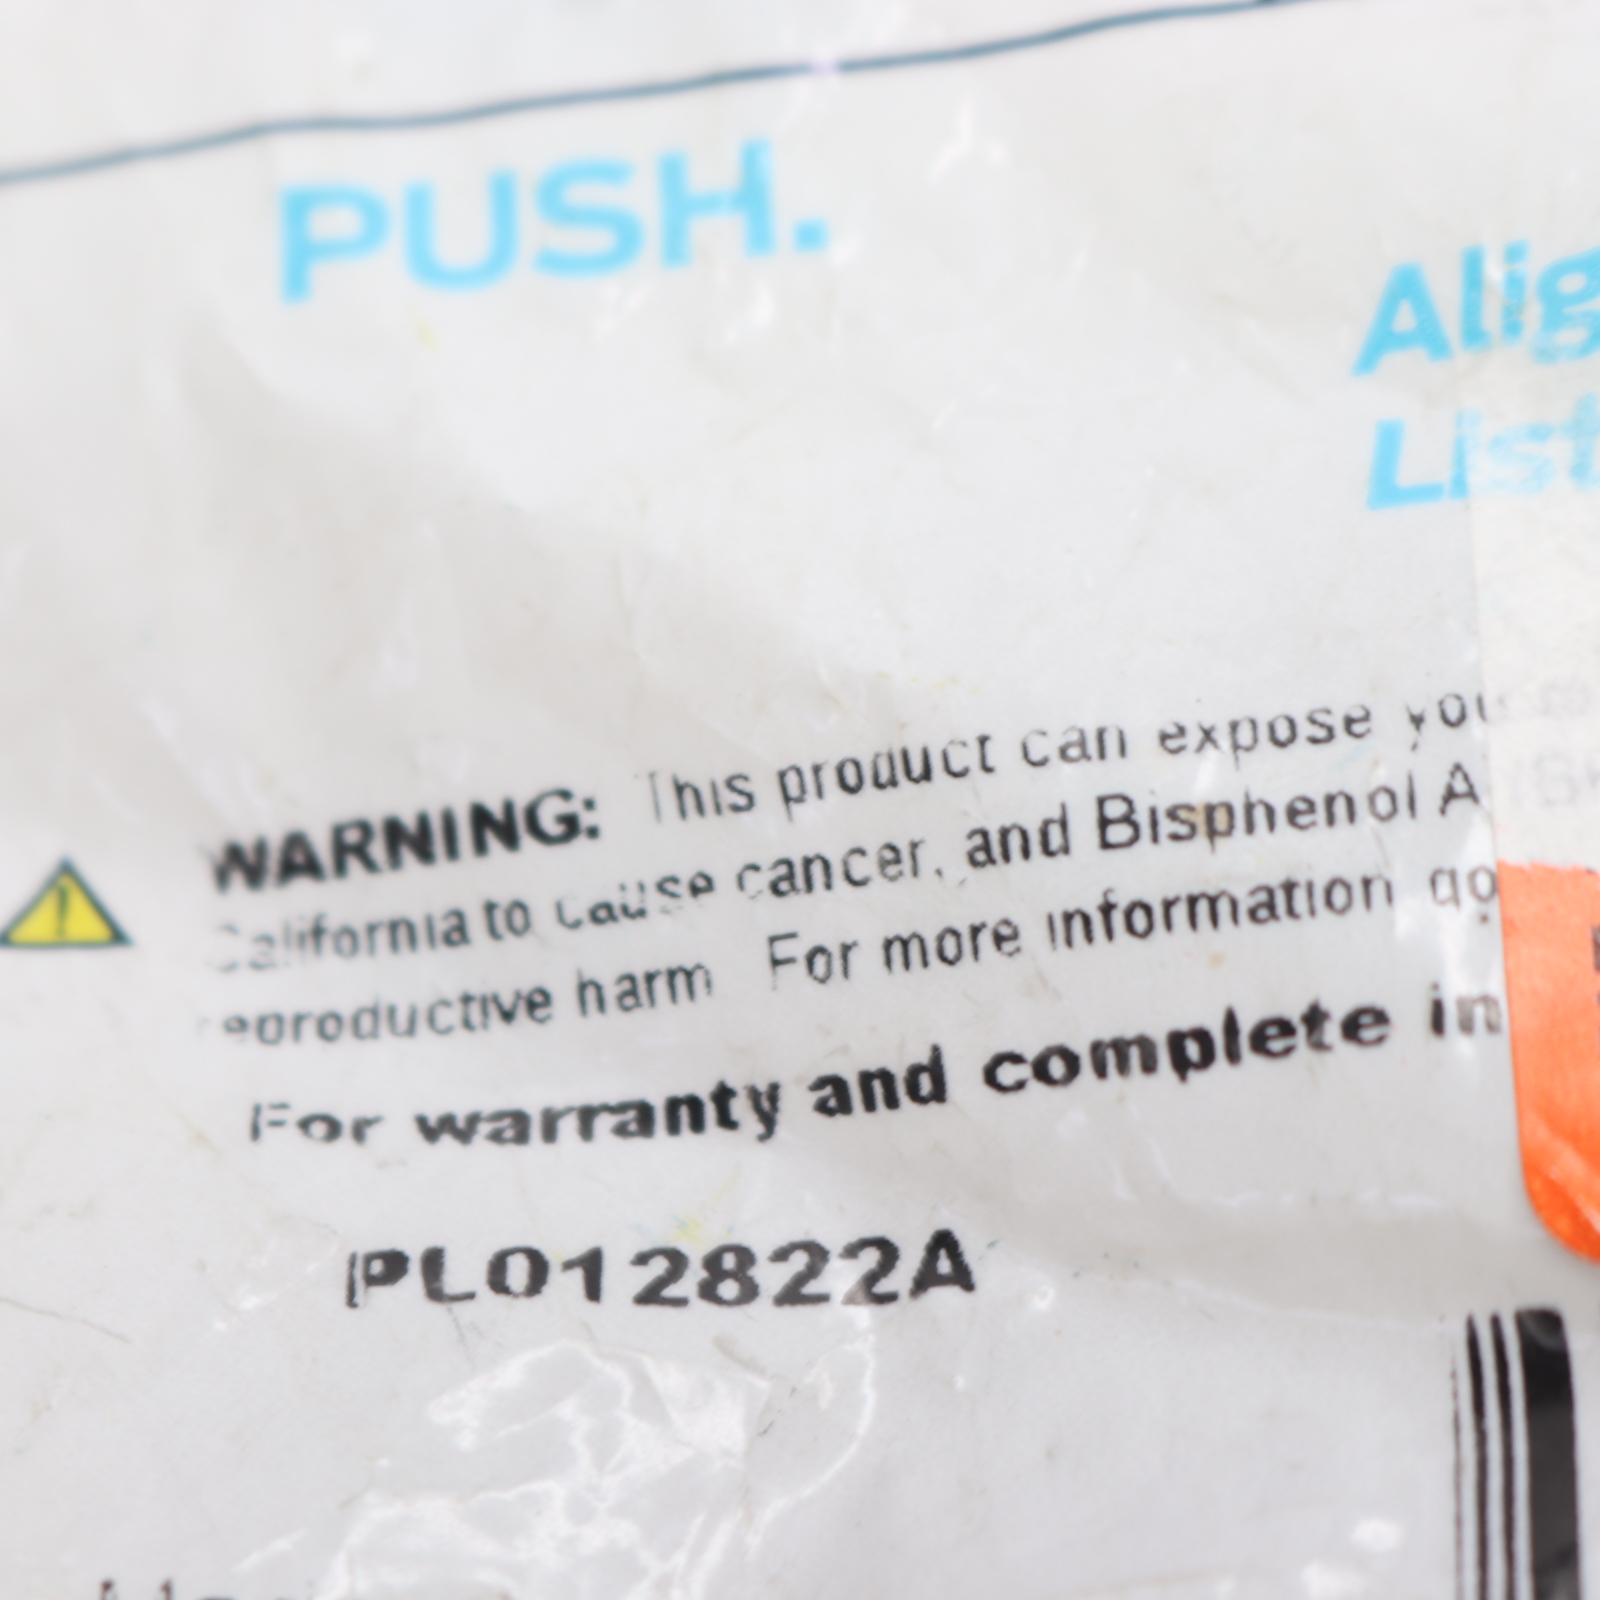 PUSH.
Alig
List
WARNING: This product can expose you
California to cause cancer, and Bisphenol A
reproductive harm For more information go
For warranty and complete in
PL012822A